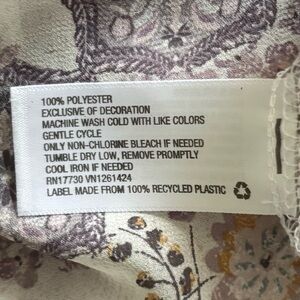 100% POLYESTER
EXCLUSIVE OF DECORATION
MACHINE WASH COLD WITH LIKE COLORS
GENTLE CYCLE
ONLY NON-CHLORINE BLEACH IF NEEDED
TUMBLE DRY LOW, REMOVE PROMPTLY
COOL IRON IF NEEDED
RN17730 VN1261424
LABEL MADE FROM 100% RECYCLED PLASTIC